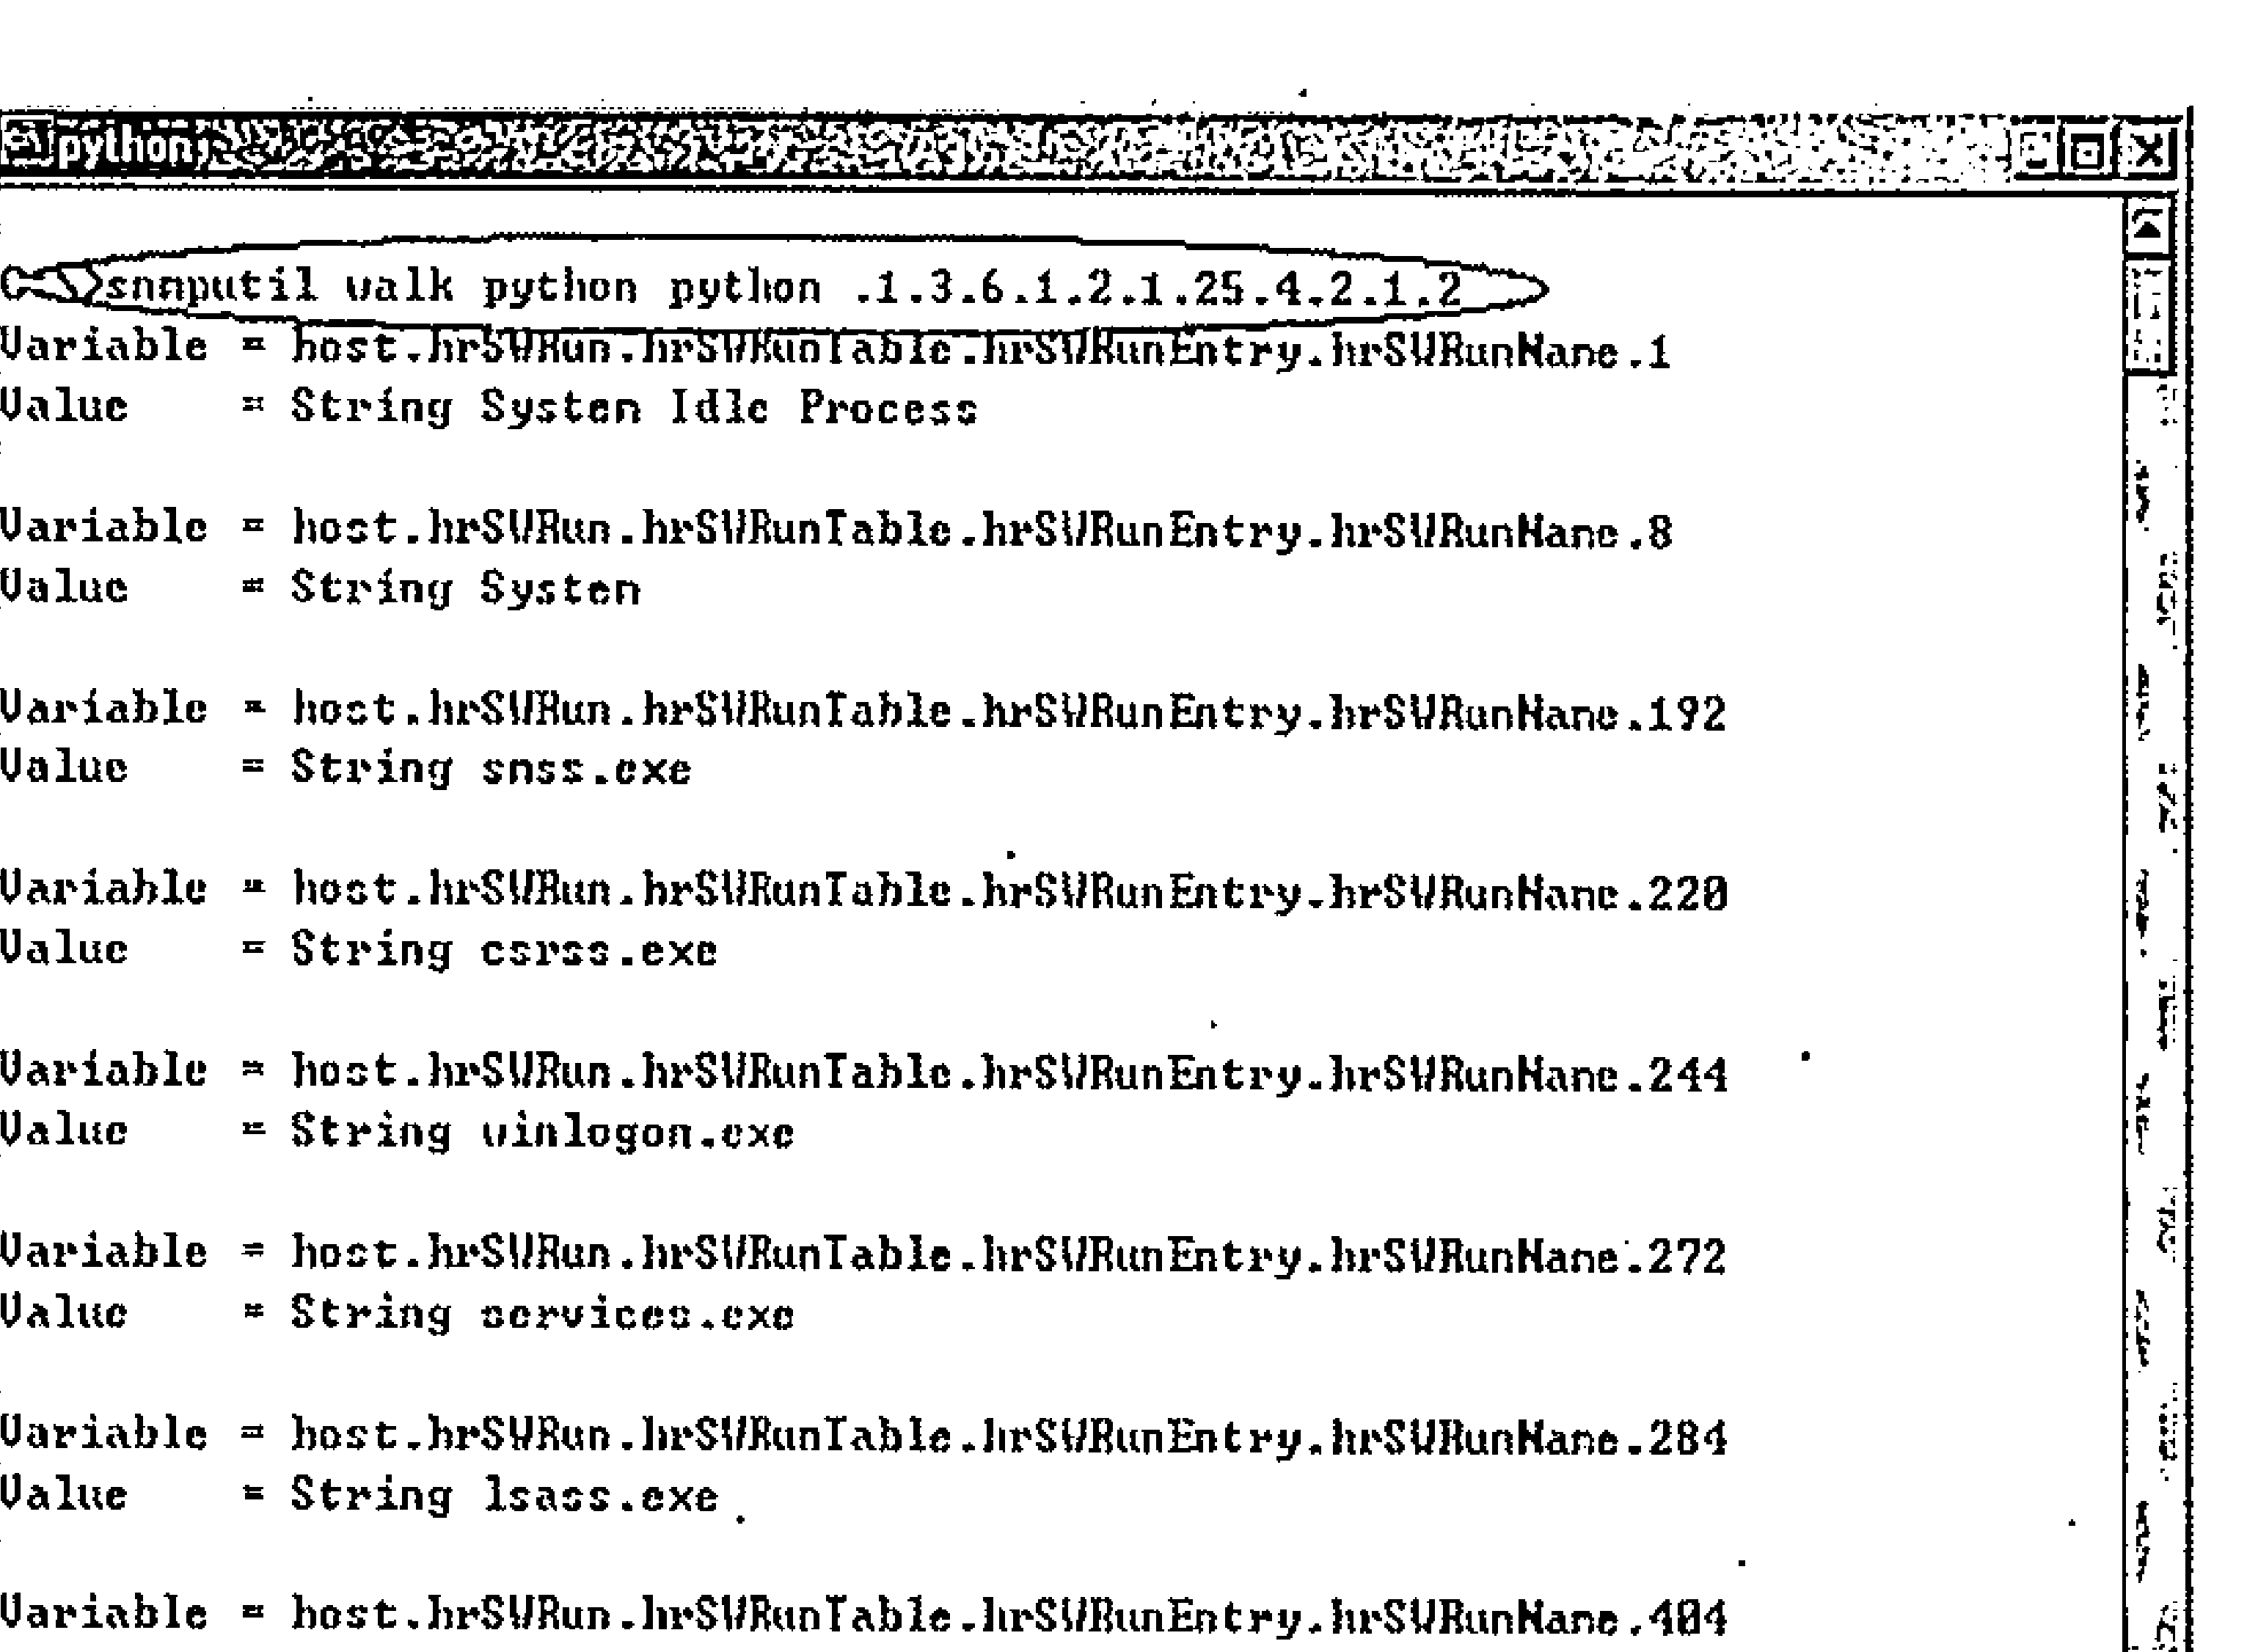 python
C:\>snmputil walk python python .1.3.6.1.2.1.25.4.2.1.2
Variable = host.hrSWRun.hrSWRunTable.hrSWRunEntry.hrSWRunName.1
Value    = String System Idle Process
Variable = host.hrSWRun.hrSWRunTable.hrSWRunEntry.hrSWRunName.8
Value    = String System
Variable = host.hrSWRun.hrSWRunTable.hrSWRunEntry.hrSWRunName.192
Value    = String smss.exe
Variable = host.hrSWRun.hrSWRunTable.hrSWRunEntry.hrSWRunName.220
Value    = String csrss.exe
Variable = host.hrSWRun.hrSWRunTable.hrSWRunEntry.hrSWRunName.244
Value    = String winlogon.exe
Variable = host.hrSWRun.hrSWRunTable.hrSWRunEntry.hrSWRunName.272
Value    = String services.exe
Variable = host.hrSWRun.hrSWRunTable.hrSWRunEntry.hrSWRunName.284
Value    = String lsass.exe
Variable = host.hrSWRun.hrSWRunTable.hrSWRunEntry.hrSWRunName.404